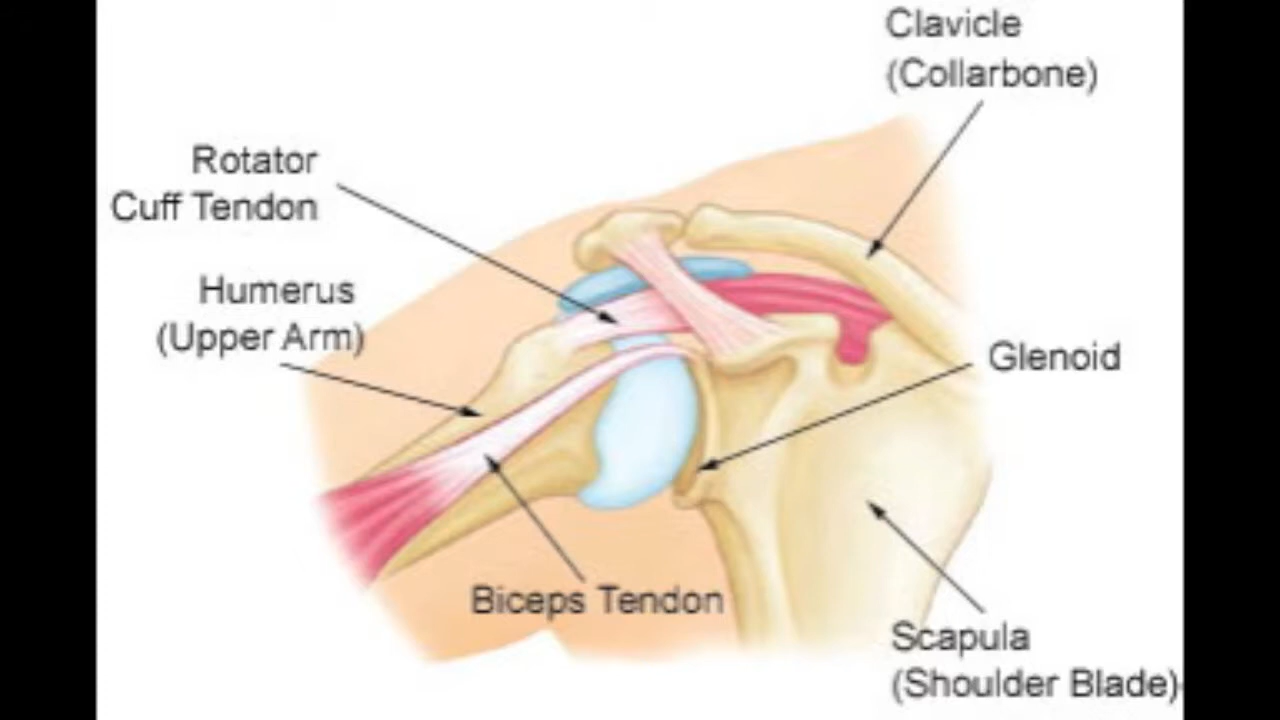 Clavicle
(Collarbone)
Rotator
Cuff Tendon
Humerus
(Upper Arm)
Glenoid
Biceps Tendon
Scapula
(Shoulder Blade)